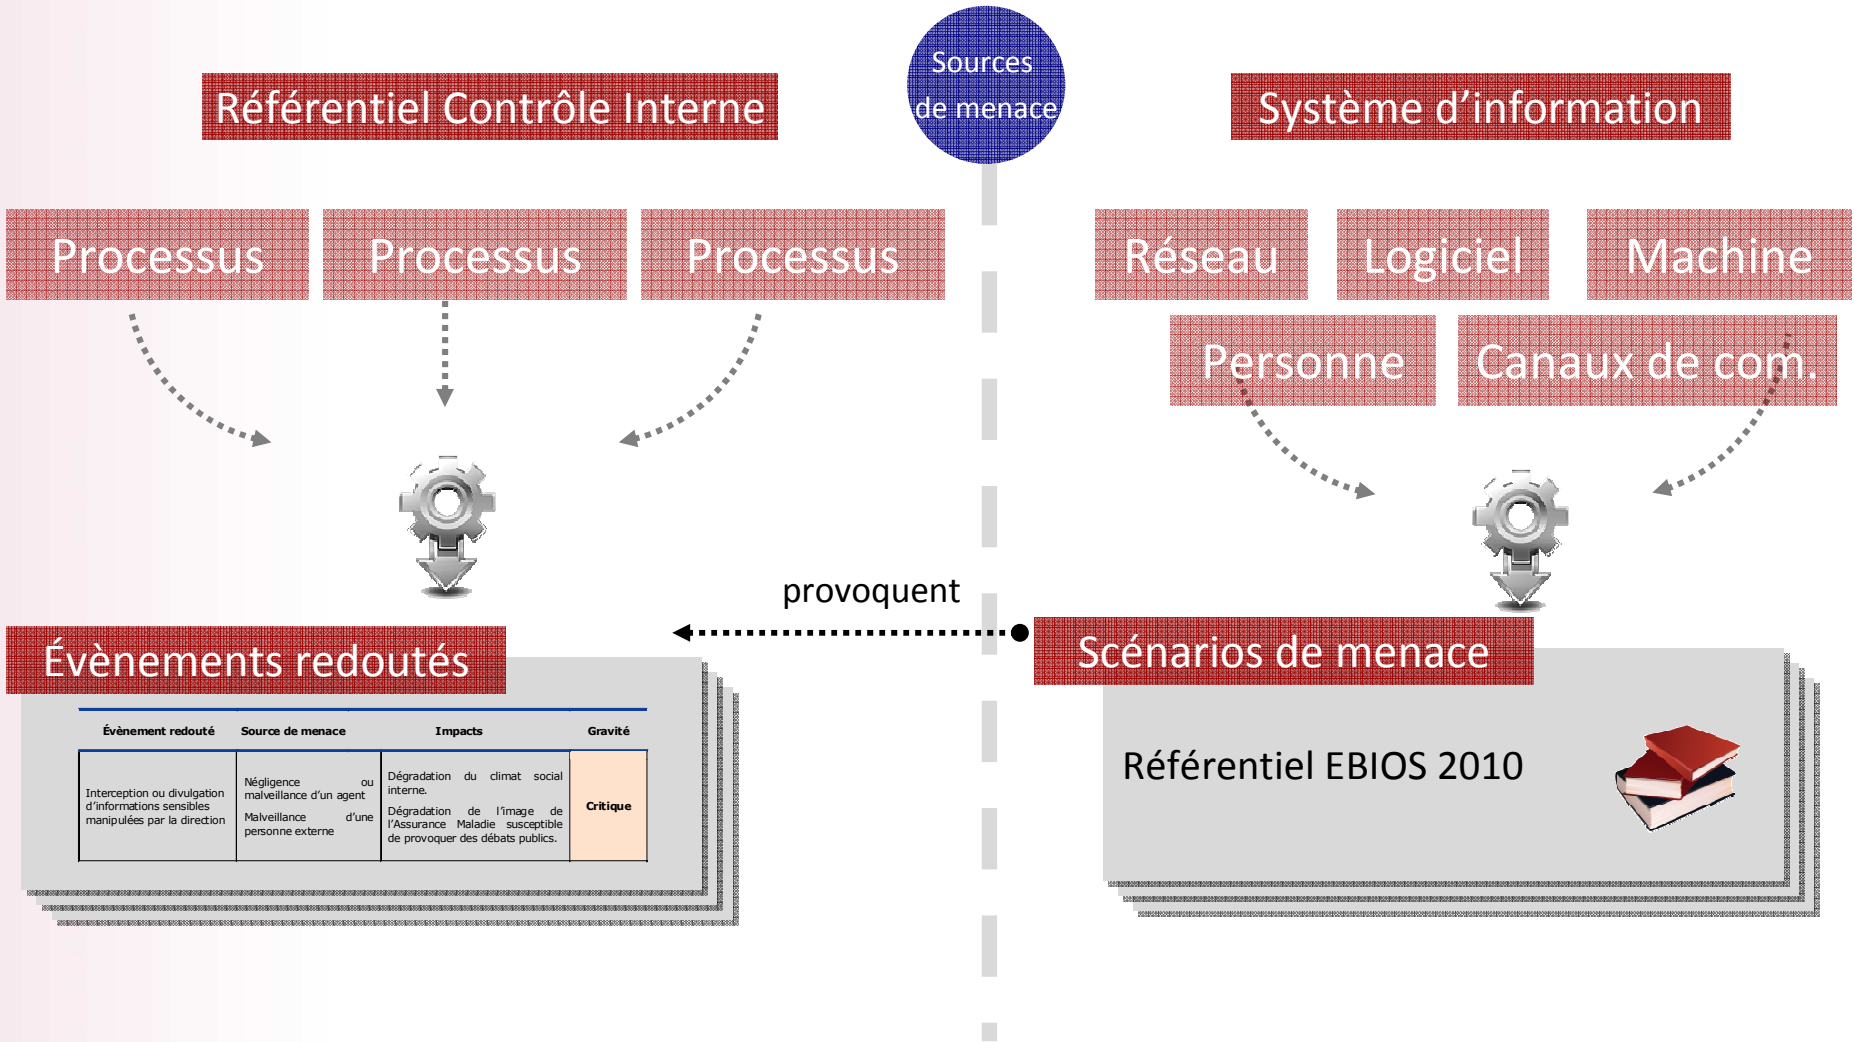 Sources
de menace
Référentiel Contrôle Interne
Système d’information
Processus
Processus
Processus
Réseau
Logiciel
Machine
Personne
Canaux de com.
provoquent
Évènements redoutés
Évènement redouté
Source de menace
Impacts
Gravité
Interception ou divulgation
d’informations sensibles
manipulées par la direction
Négligence ou
malveillance d’un agent
Malveillance d’une
personne externe
Dégradation du climat social
interne.
Dégradation de l’image de
l’Assurance Maladie susceptible
de provoquer des débats publics.
Critique
Scénarios de menace
Référentiel EBIOS 2010